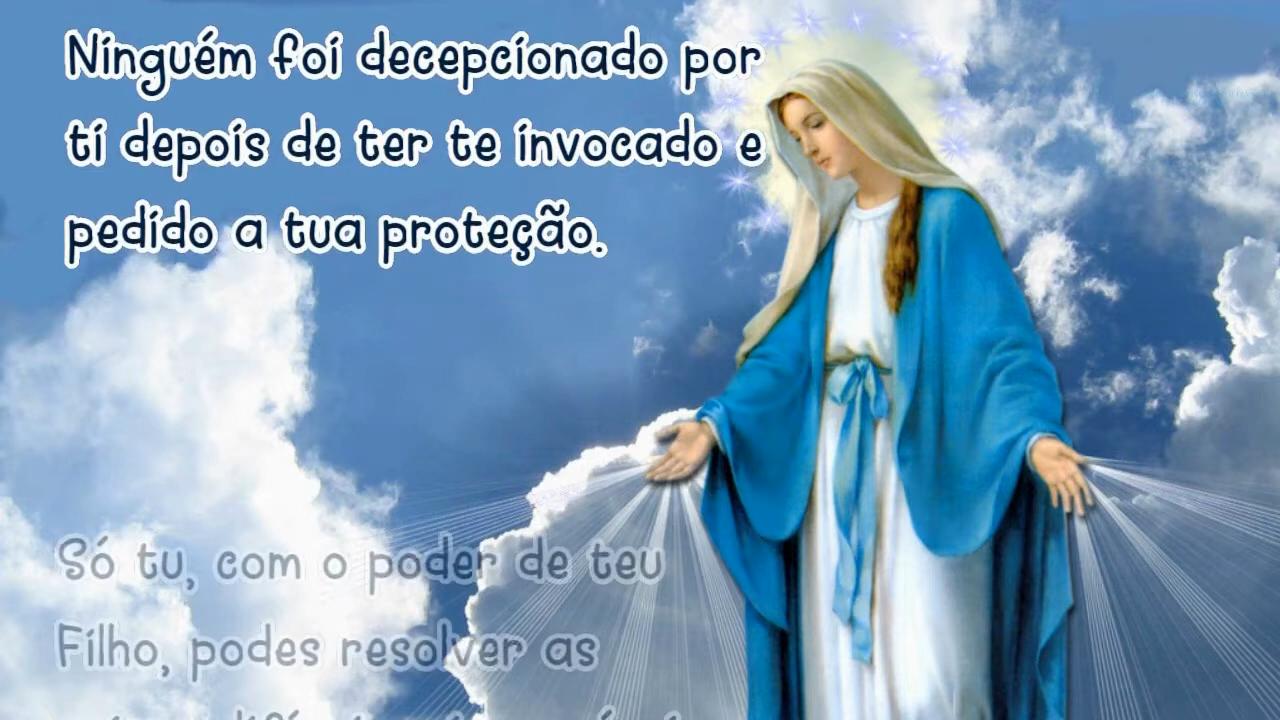 Ninguém foi decepcionado por
ti depois de ter te invocado e
pedido a tua proteção.
Só tu, com o poder de teu
Filho, podes resolver as